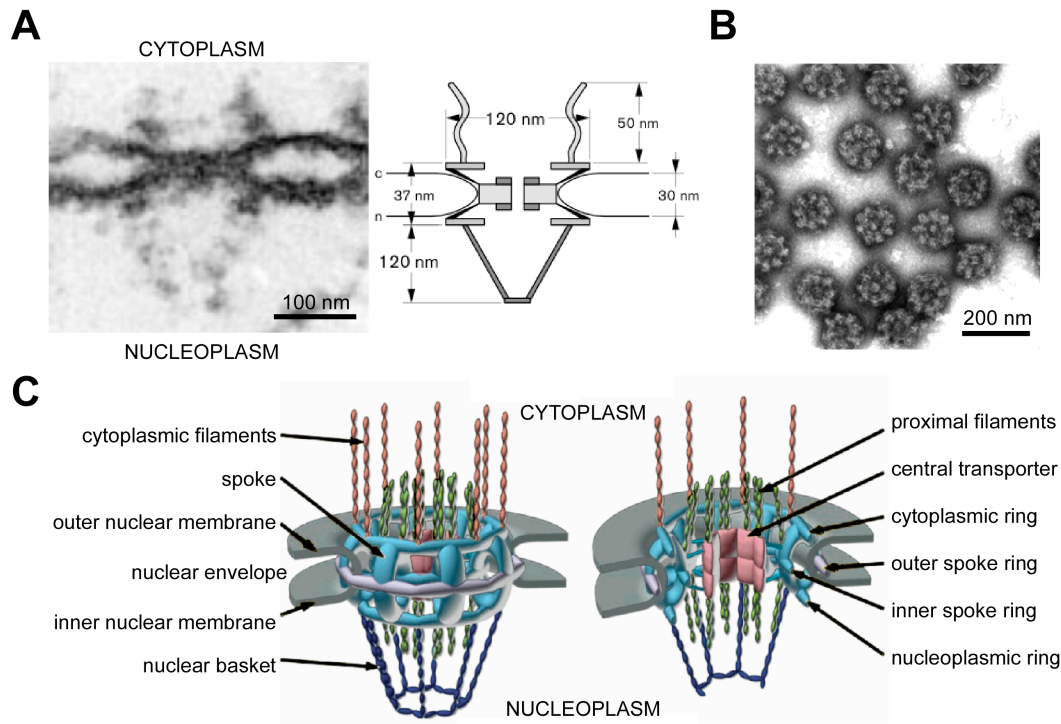 A
B
CYTOPLASM
120 nm
50 nm
c
37 nm
30 nm
n
120 nm
100 nm
200 nm
NUCLEOPLASM
C
CYTOPLASM
cytoplasmic filaments
spoke
outer nuclear membrane
nuclear envelope
inner nuclear membrane
nuclear basket
proximal filaments
central transporter
cytoplasmic ring
outer spoke ring
inner spoke ring
nucleoplasmic ring
NUCLEOPLASM